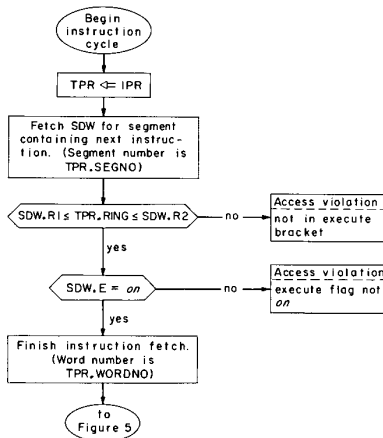 Begin
instruction
cycle
TPR ⇐ IPR
Fetch SDW for segment
containing next instruc-
tion. (Segment number is
TPR.SEGNO)
SDW.R1 ≤ TPR.RING ≤ SDW.R2
no
Access violation
not in execute
bracket
yes
SDW.E = on
no
Access violation
execute flag not
on
yes
Finish instruction fetch.
(Word number is
TPR.WORDNO)
to
Figure 5